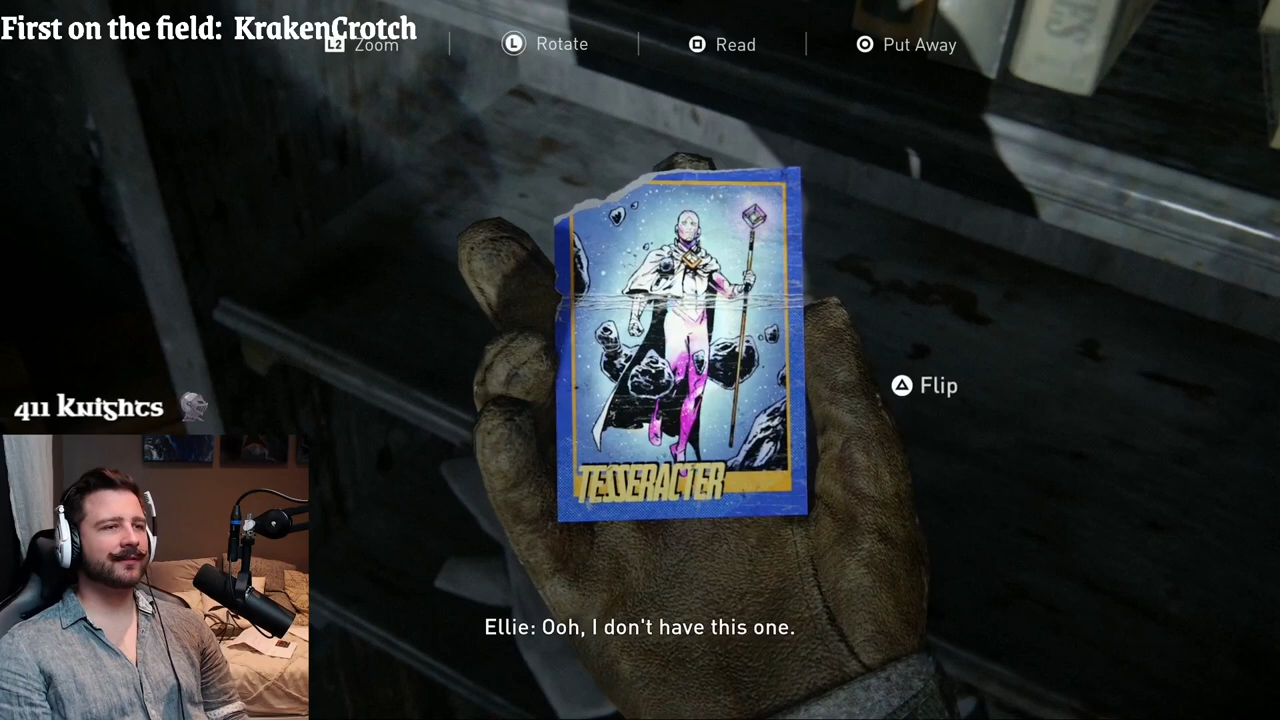 First on the field: KrakenCrotch
L2 Zoom
L Rotate
Read
Put Away
Flip
411 Knights
TESSERACTER
Ellie: Ooh, I don't have this one.